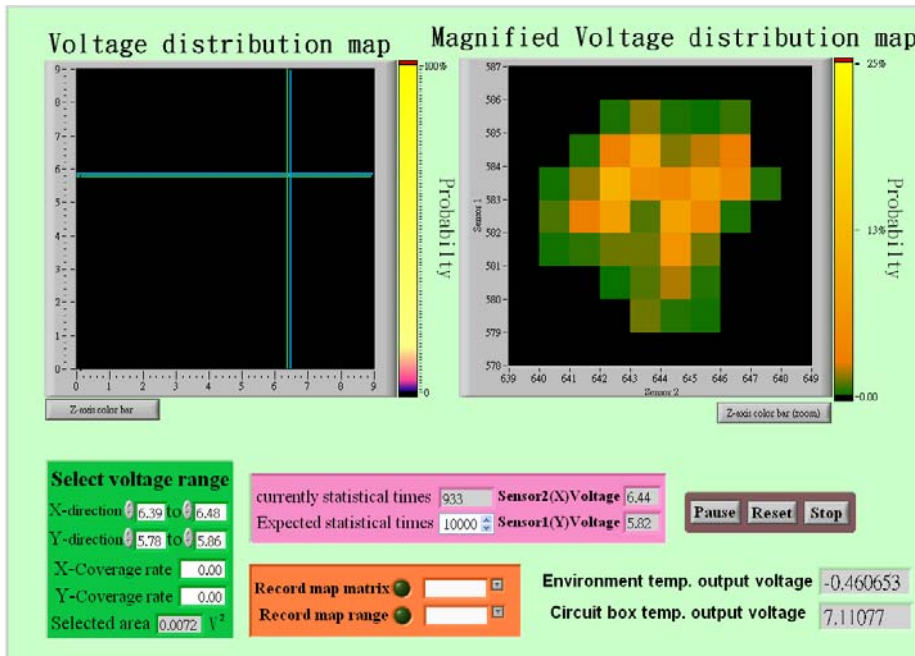 Voltage distribution map
Magnified Voltage distribution map
9
8
7
6
5
4
3
2
1
0
0 1 2 3 4 5 6 7 8 9
100%
0
Probabilty
Z-axis color bar
587
586
585
584
583
582
581
580
579
578
Sensor 1
639 640 641 642 643 644 645 646 647 648 649
Sensor 2
25%
13%
0.00
Probabilty
Z-axis color bar (zoom)
Select voltage range
X-direction 6.39 to 6.48
Y-direction 5.78 to 5.86
X-Coverage rate 0.00
Y-Coverage rate 0.00
Selected area 0.0072 V²
currently statistical times 933 Sensor2(X)Voltage 6.44
Expected statistical times 10000 Sensor1(Y)Voltage 5.82
Pause Reset Stop
Record map matrix
Record map range
Environment temp. output voltage -0.460653
Circuit box temp. output voltage 7.11077